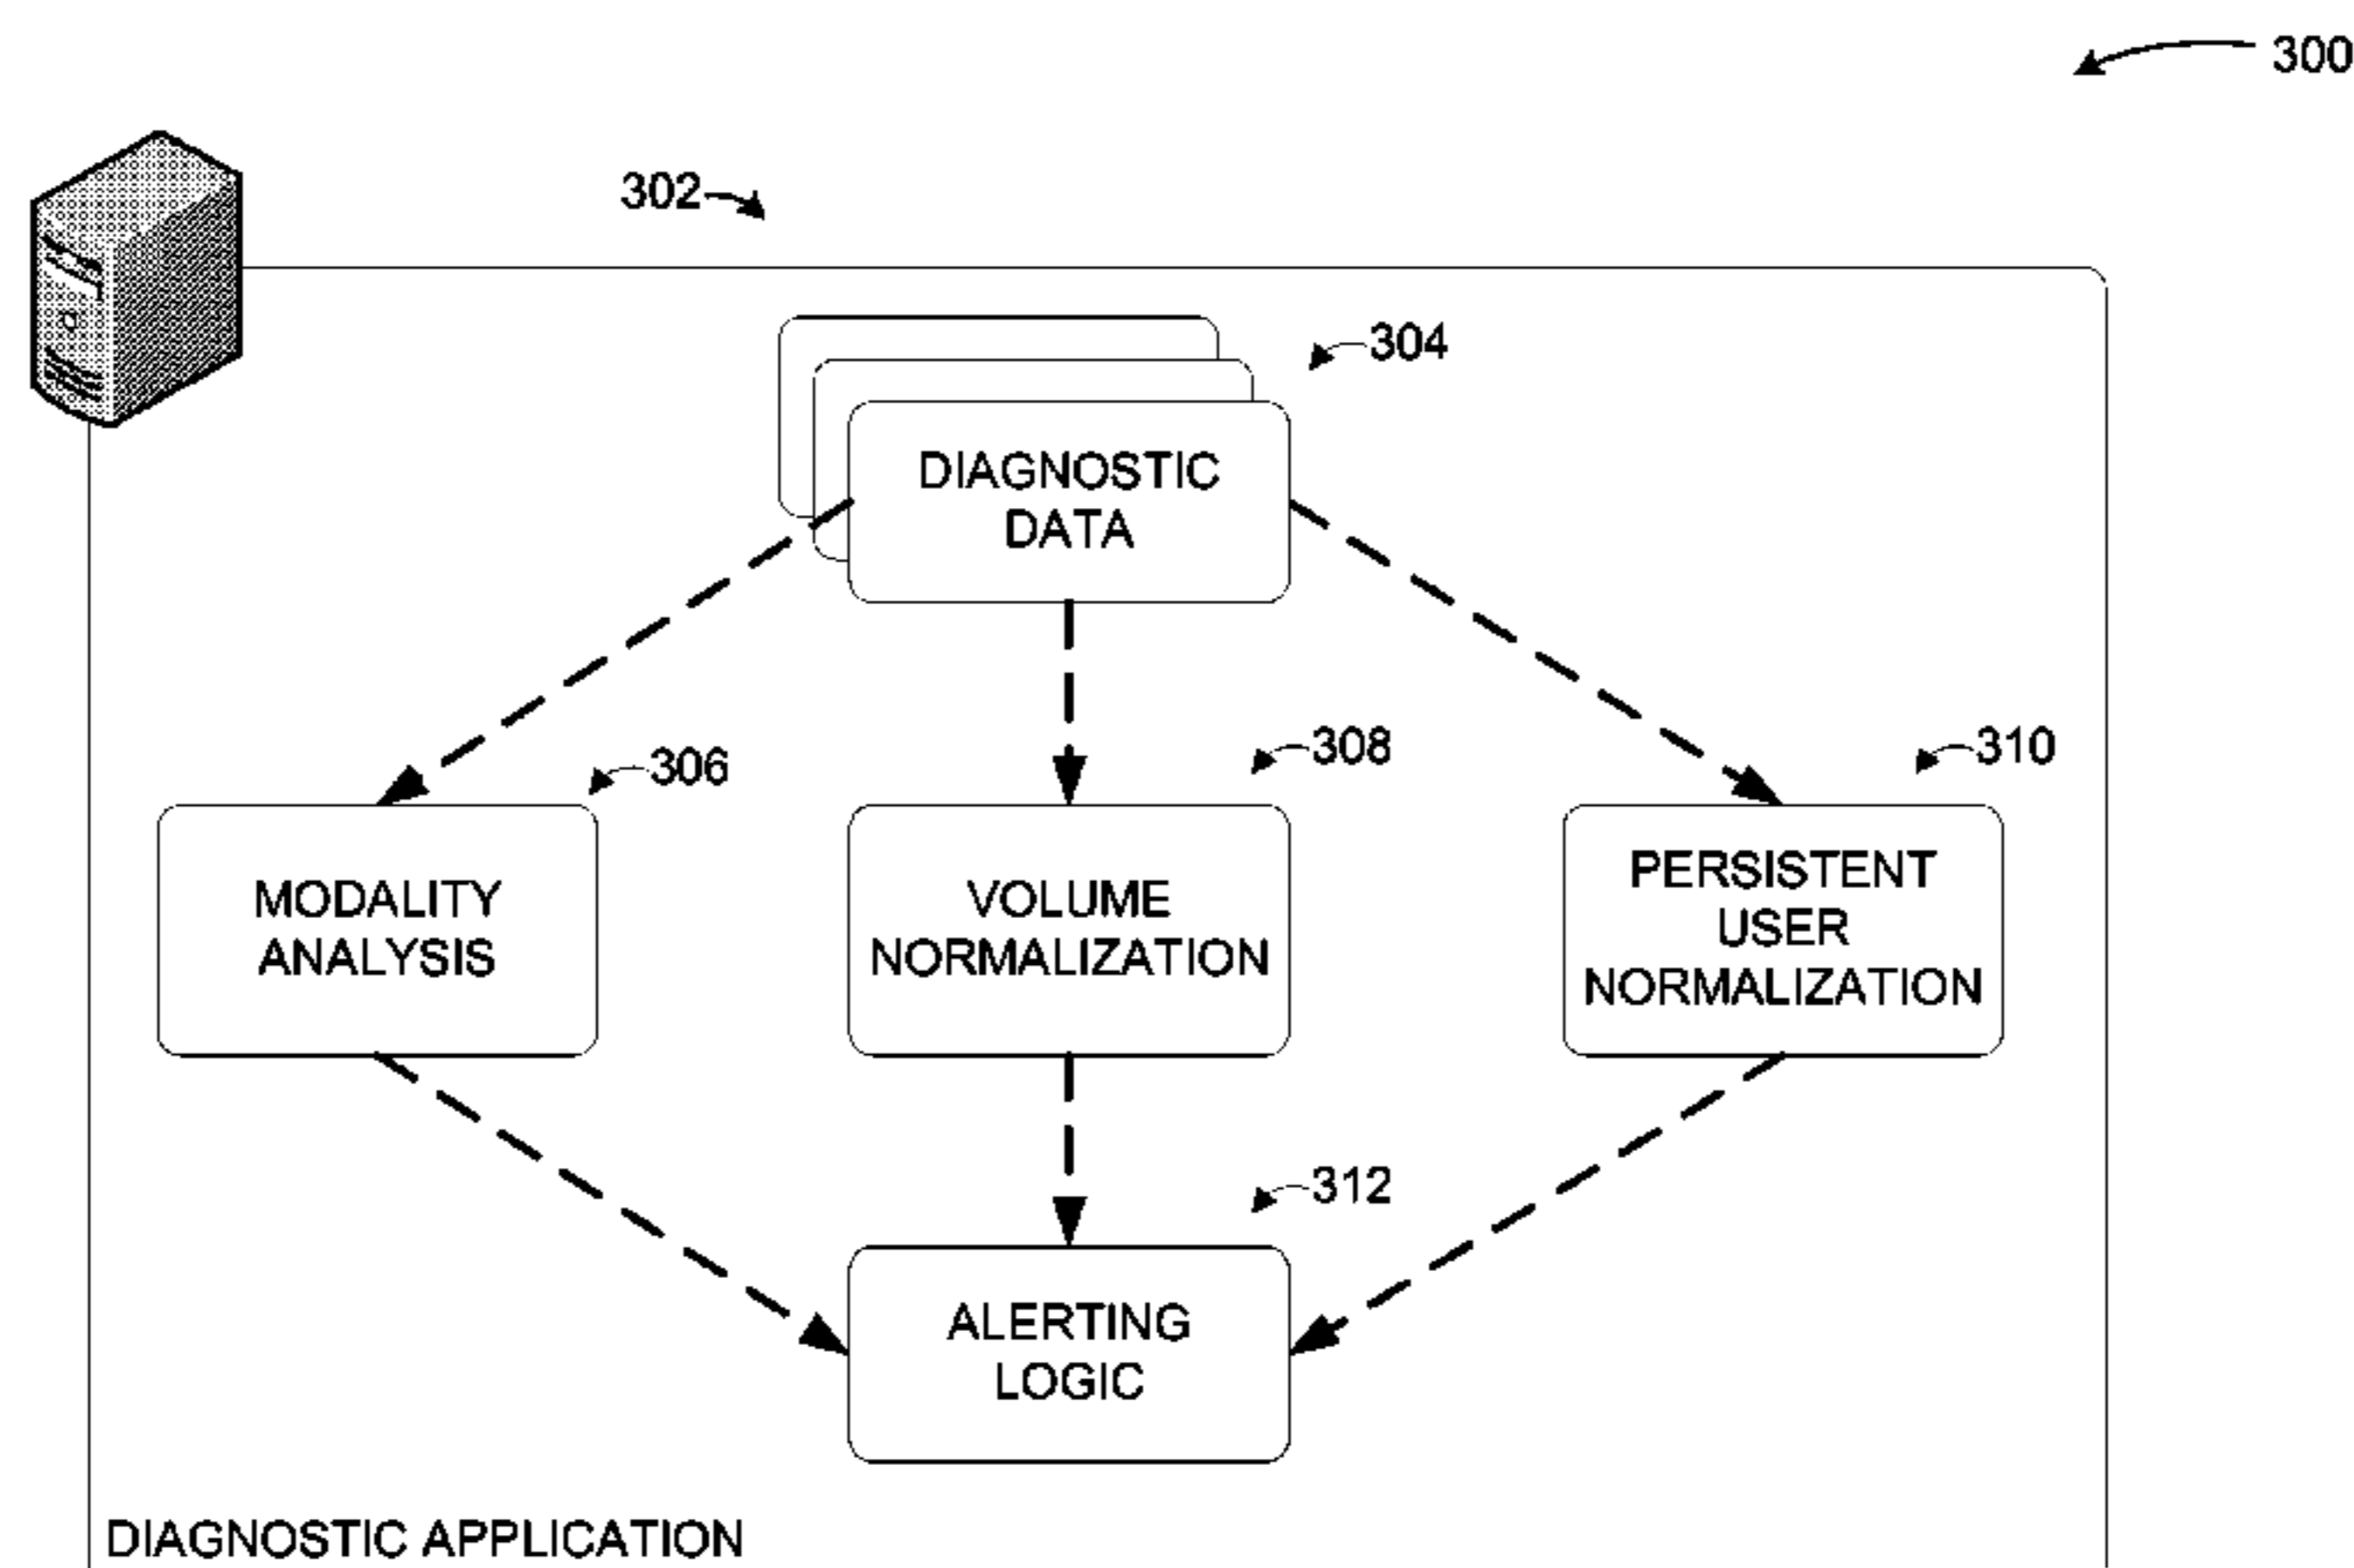 300
302
304
DIAGNOSTIC
DATA
306
308
310
MODALITY
ANALYSIS
VOLUME
NORMALIZATION
PERSISTENT
USER
NORMALIZATION
312
ALERTING
LOGIC
DIAGNOSTIC APPLICATION